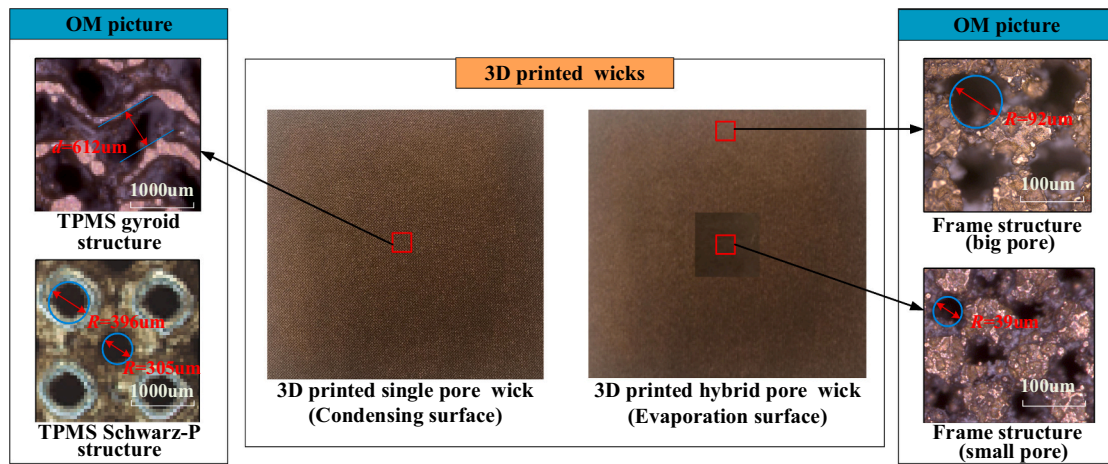 OM picture
d=612um
1000um
TPMS gyroid
structure
R=396um
R=305um
1000um
TPMS Schwarz-P
structure
3D printed wicks
3D printed single pore wick
(Condensing surface)
3D printed hybrid pore wick
(Evaporation surface)
OM picture
R=92um
100um
Frame structure
(big pore)
R=39um
100um
Frame structure
(small pore)